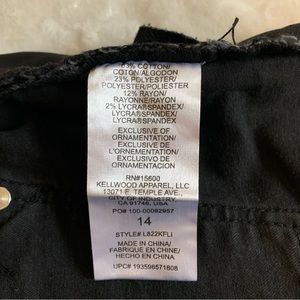 63% COTTON/
COTON/ALGODON
23% POLYESTER/
POLYESTER/POLIESTER
12% RAYON/
RAYONNE/RAYON
2% LYCRA®SPANDEX/
LYCRA®SPANDEX/
LYCRA®SPANDEX
EXCLUSIVE OF
ORNAMENTATION/
EXCLUSIVE DE
L'ORNEMENTATION/
EXCLUSIVO DE
ORNAMENTACION
RN#15600
KELLWOOD APPAREL, LLC
13071 E. TEMPLE AVE.,
CITY OF INDUSTRY,
CA 91746, USA
PO# 100-00092957
14
STYLE# L822KFLI
MADE IN CHINA/
FABRIQUE EN CHINE/
HECHO EN CHINA
UPC# 193596571808